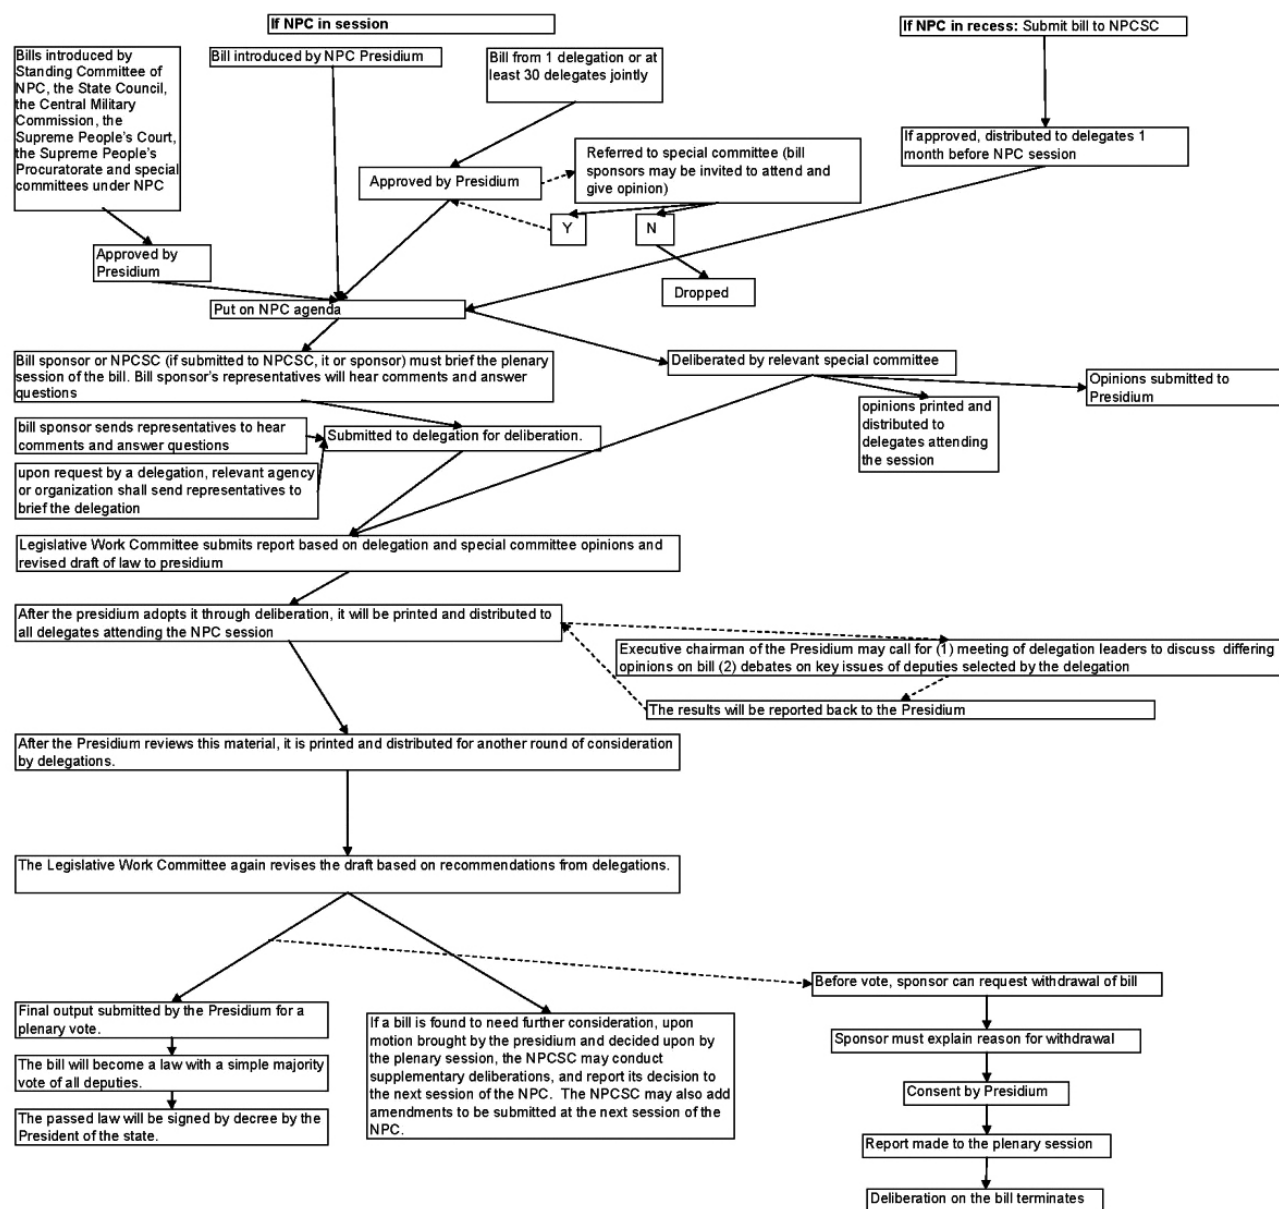 If NPC in session
If NPC in recess: Submit bill to NPCSC
Bills introduced by
Standing Committee of
NPC, the State Council,
the Central Military
Commission, the
Supreme People's Court,
the Supreme People's
Procuratorate and special
committees under NPC
Bill introduced by NPC Presidium
Bill from 1 delegation or at
least 30 delegates jointly
If approved, distributed to delegates 1
month before NPC session
Approved by Presidium
Referred to special committee (bill
sponsors may be invited to attend and
give opinion)
Y
N
Dropped
Approved by
Presidium
Put on NPC agenda
Bill sponsor or NPCSC (if submitted to NPCSC, it or sponsor) must brief the plenary
session of the bill. Bill sponsor's representatives will hear comments and answer
questions
Deliberated by relevant special committee
Opinions submitted to
Presidium
opinions printed and
distributed to
delegates attending
the session
bill sponsor sends representatives to hear
comments and answer questions
Submitted to delegation for deliberation.
upon request by a delegation, relevant agency
or organization shall send representatives to
brief the delegation
Legislative Work Committee submits report based on delegation and special committee opinions and
revised draft of law to presidium
After the presidium adopts it through deliberation, it will be printed and distributed to
all delegates attending the NPC session
Executive chairman of the Presidium may call for (1) meeting of delegation leaders to discuss differing
opinions on bill (2) debates on key issues of deputies selected by the delegation
The results will be reported back to the Presidium
After the Presidium reviews this material, it is printed and distributed for another round of consideration
by delegations.
The Legislative Work Committee again revises the draft based on recommendations from delegations.
Final output submitted by the Presidium for a
plenary vote.
The bill will become a law with a simple majority
vote of all deputies.
The passed law will be signed by decree by the
President of the state.
If a bill is found to need further consideration, upon
motion brought by the presidium and decided upon by
the plenary session, the NPCSC may conduct
supplementary deliberations, and report its decision to
the next session of the NPC. The NPCSC may also add
amendments to be submitted at the next session of the
NPC.
Before vote, sponsor can request withdrawal of bill
Sponsor must explain reason for withdrawal
Consent by Presidium
Report made to the plenary session
Deliberation on the bill terminates